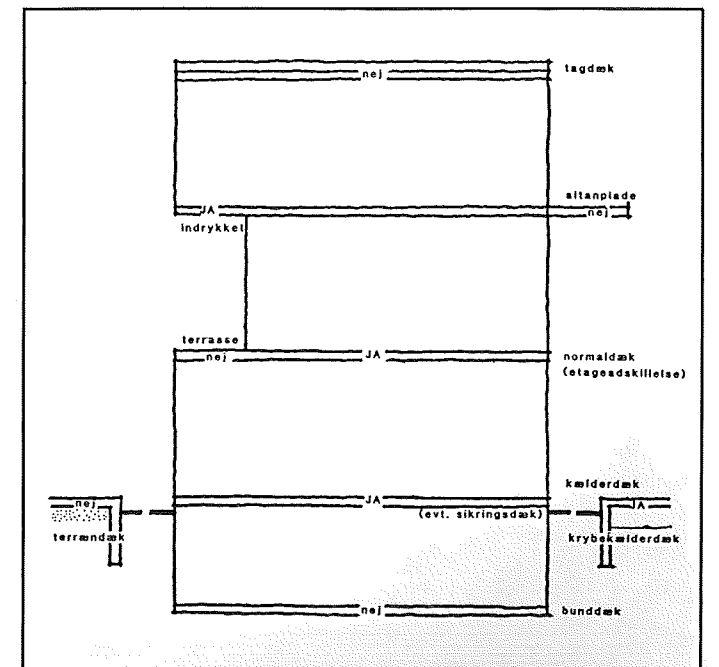 nej
tagdæk
altanplade
JA
nej
indrykket
terrasse
nej
JA
normaldæk
(etageadskillelse)
kælderdæk
nej
JA
JA
(evt. sikringsdæk)
terrændæk
krybekælderdæk
nej
bunddæk